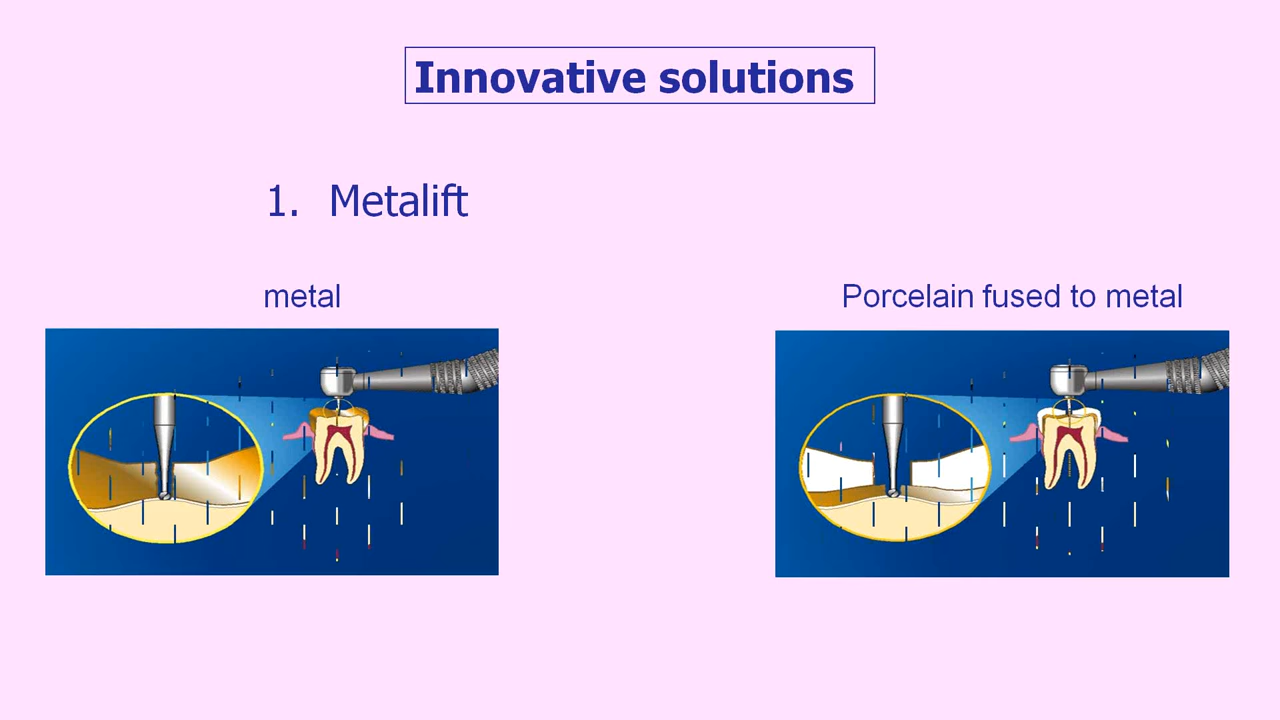 Innovative solutions
1. Metalift
metal
Porcelain fused to metal